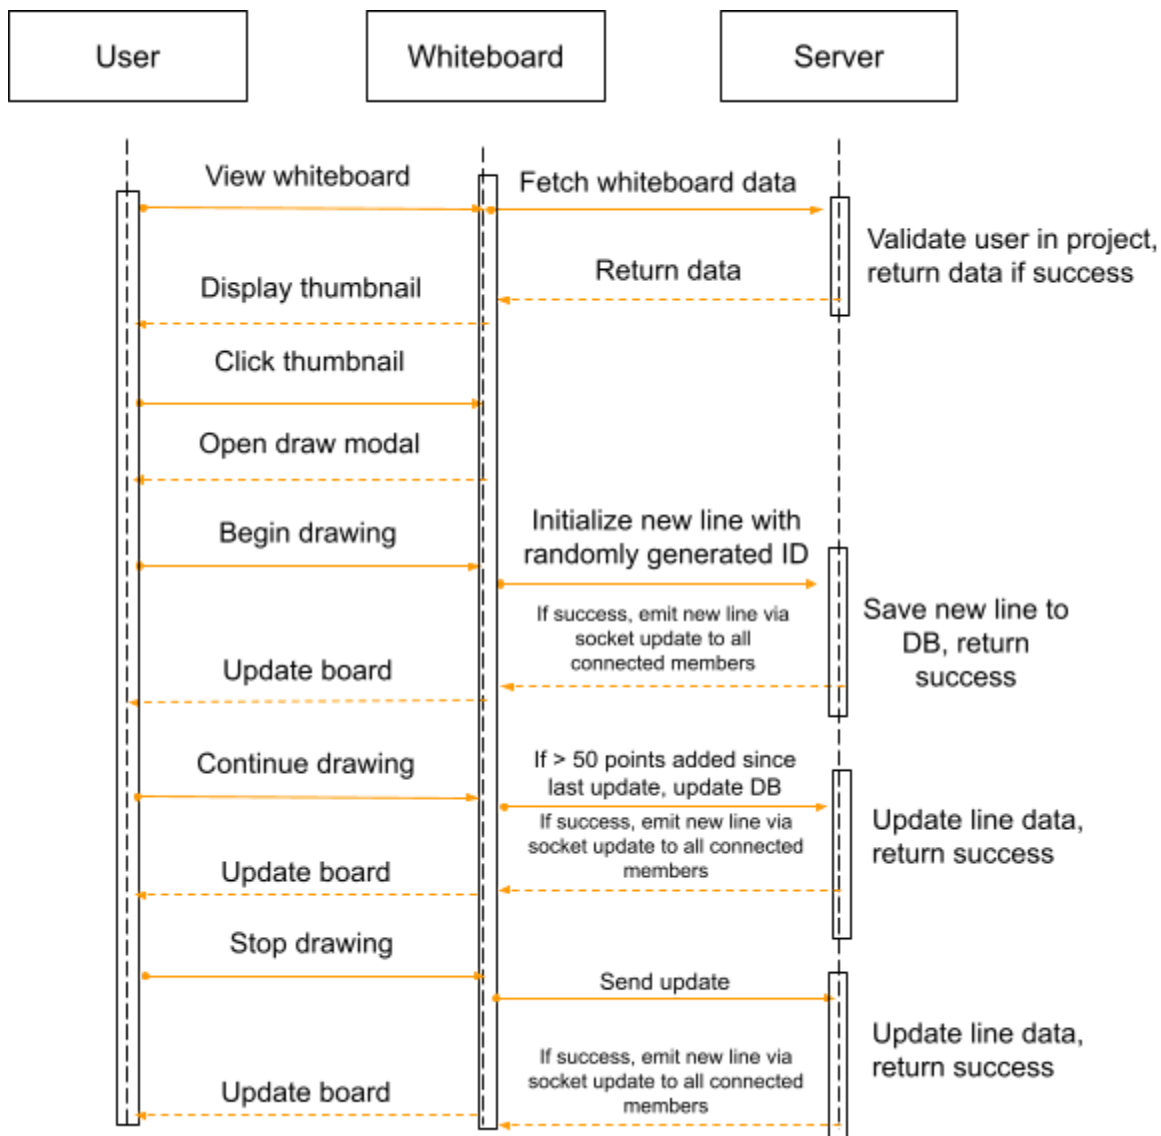 User
Whiteboard
Server
View whiteboard
Fetch whiteboard data
Validate user in project,
return data if success
Return data
Display thumbnail
Click thumbnail
Open draw modal
Begin drawing
Initialize new line with
randomly generated ID
If success, emit new line via
socket update to all
connected members
Save new line to
DB, return
success
Update board
Continue drawing
If > 50 points added since
last update, update DB
If success, emit new line via
socket update to all connected
members
Update line data,
return success
Update board
Stop drawing
Send update
Update line data,
return success
If success, emit new line via
socket update to all connected
members
Update board